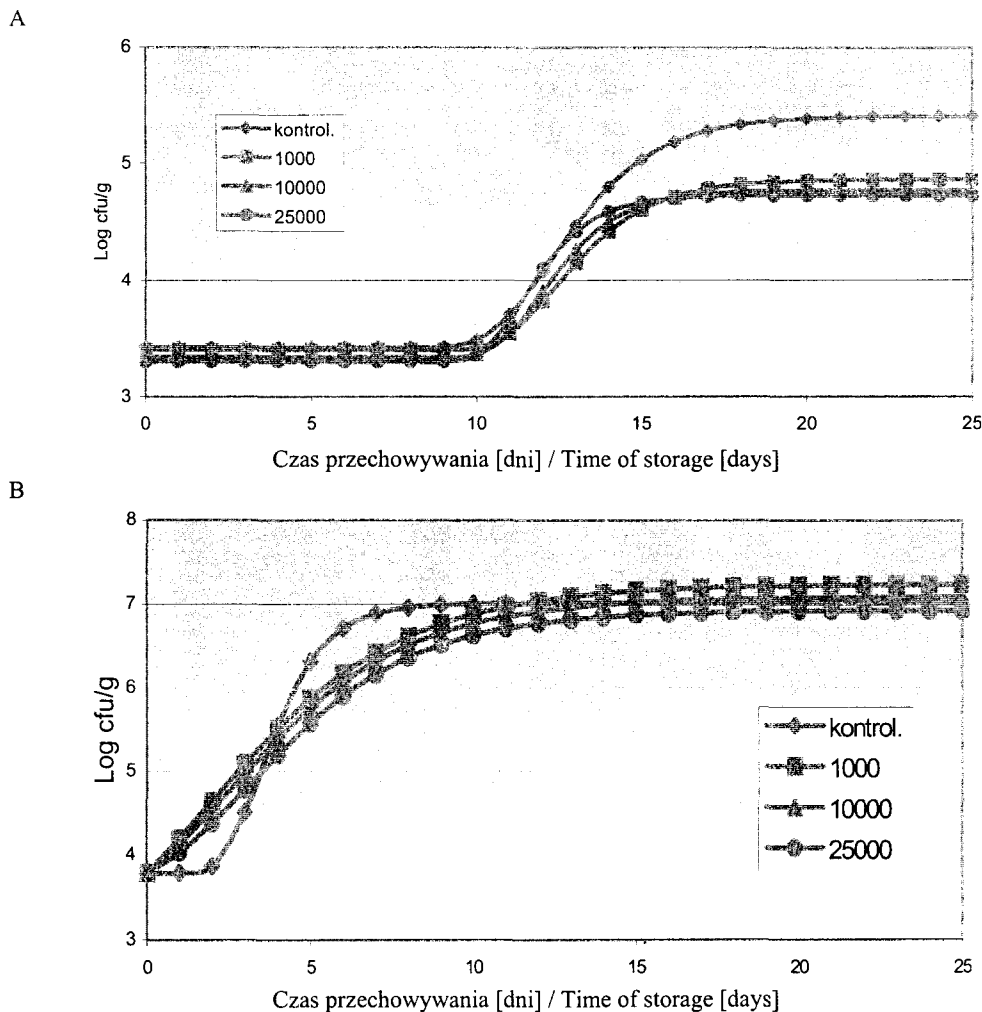 A
6
5
4
3
Log cfu/g
kontrol.
1000
10000
25000
0 5 10 15 20 25
Czas przechowywania [dni] / Time of storage [days]
B
8
7
6
5
4
3
Log cfu/g
kontrol.
1000
10000
25000
0 5 10 15 20 25
Czas przechowywania [dni] / Time of storage [days]